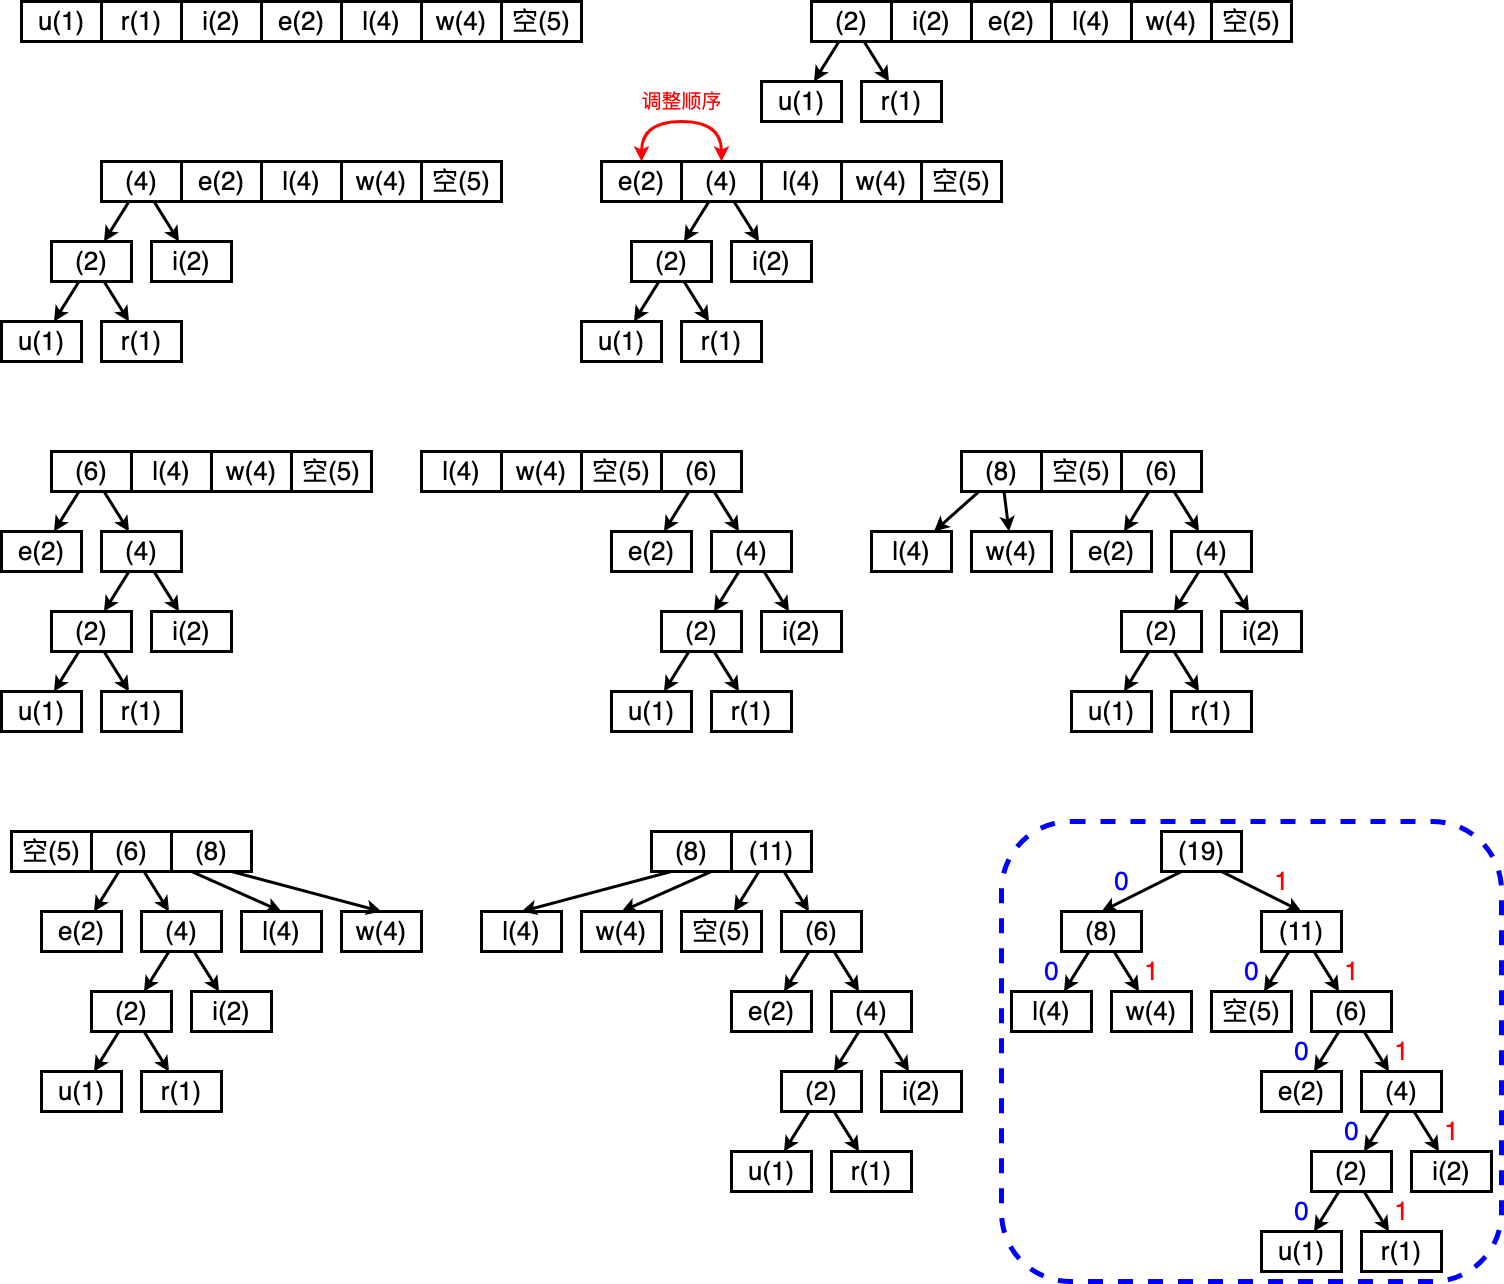 u(1) r(1) i(2) e(2) l(4) w(4) 空(5)
(2) i(2) e(2) l(4) w(4) 空(5)
u(1) r(1)
调整顺序
(4) e(2) l(4) w(4) 空(5)
(2) i(2)
u(1) r(1)
e(2) (4) l(4) w(4) 空(5)
(2) i(2)
u(1) r(1)
(6) l(4) w(4) 空(5)
e(2) (4)
(2) i(2)
u(1) r(1)
l(4) w(4) 空(5) (6)
e(2) (4)
(2) i(2)
u(1) r(1)
(8) 空(5) (6)
l(4) w(4) e(2) (4)
(2) i(2)
u(1) r(1)
空(5) (6) (8)
e(2) (4) l(4) w(4)
(2) i(2)
u(1) r(1)
(8) (11)
l(4) w(4) 空(5) (6)
e(2) (4)
(2) i(2)
u(1) r(1)
(19)
0 1
(8) (11)
0 1 0 1
l(4) w(4) 空(5) (6)
0 1
e(2) (4)
0 1
(2) i(2)
0 1
u(1) r(1)